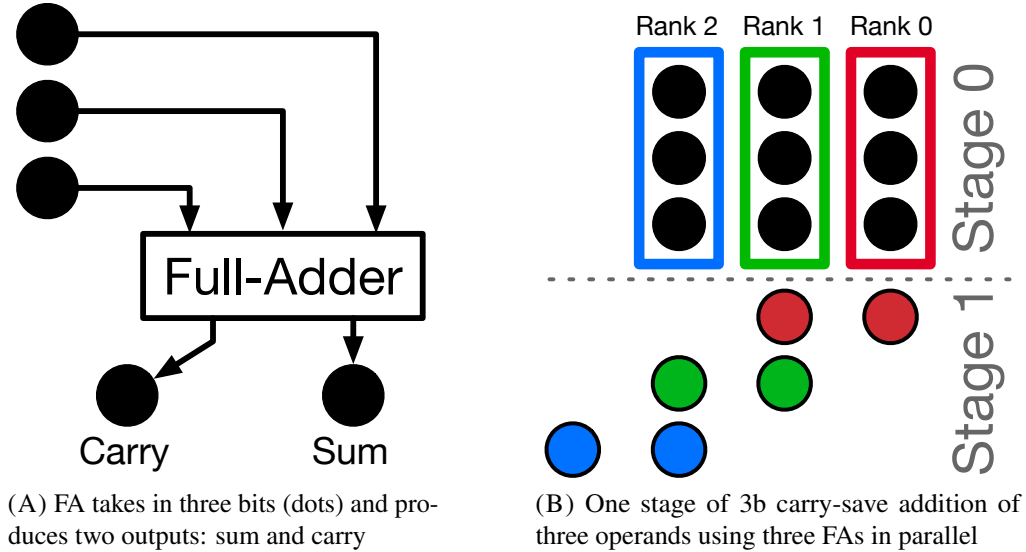 Full-Adder
Carry
Sum
(A) FA takes in three bits (dots) and pro-
duces two outputs: sum and carry
Rank 2
Rank 1
Rank 0
Stage 0
Stage 1
(B) One stage of 3b carry-save addition of
three operands using three FAs in parallel